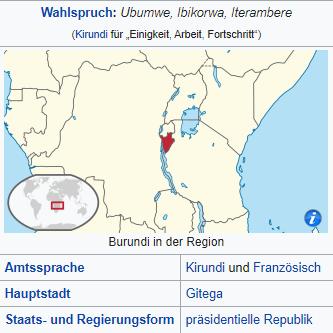 Wahlspruch: Ubumwe, Ibikorwa, Iterambere
(Kirundi für „Einigkeit, Arbeit, Fortschritt“)
i
Burundi in der Region
Amtssprache Kirundi und Französisch
Hauptstadt Gitega
Staats- und Regierungsform präsidentielle Republik